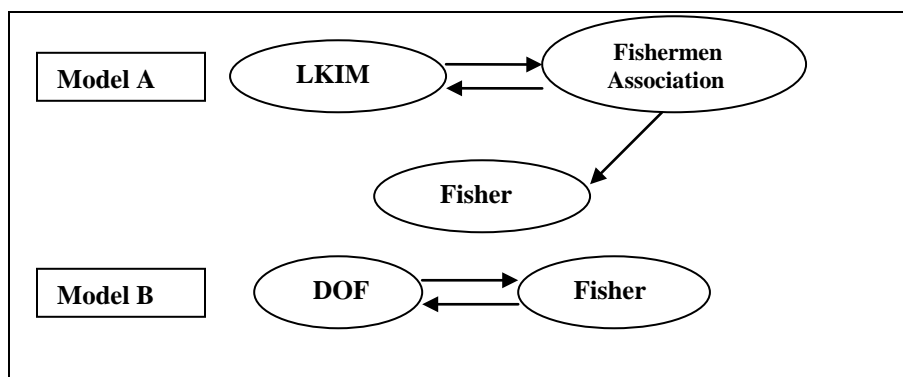 Model A
LKIM
Fishermen
Association
Fisher
Model B
DOF
Fisher